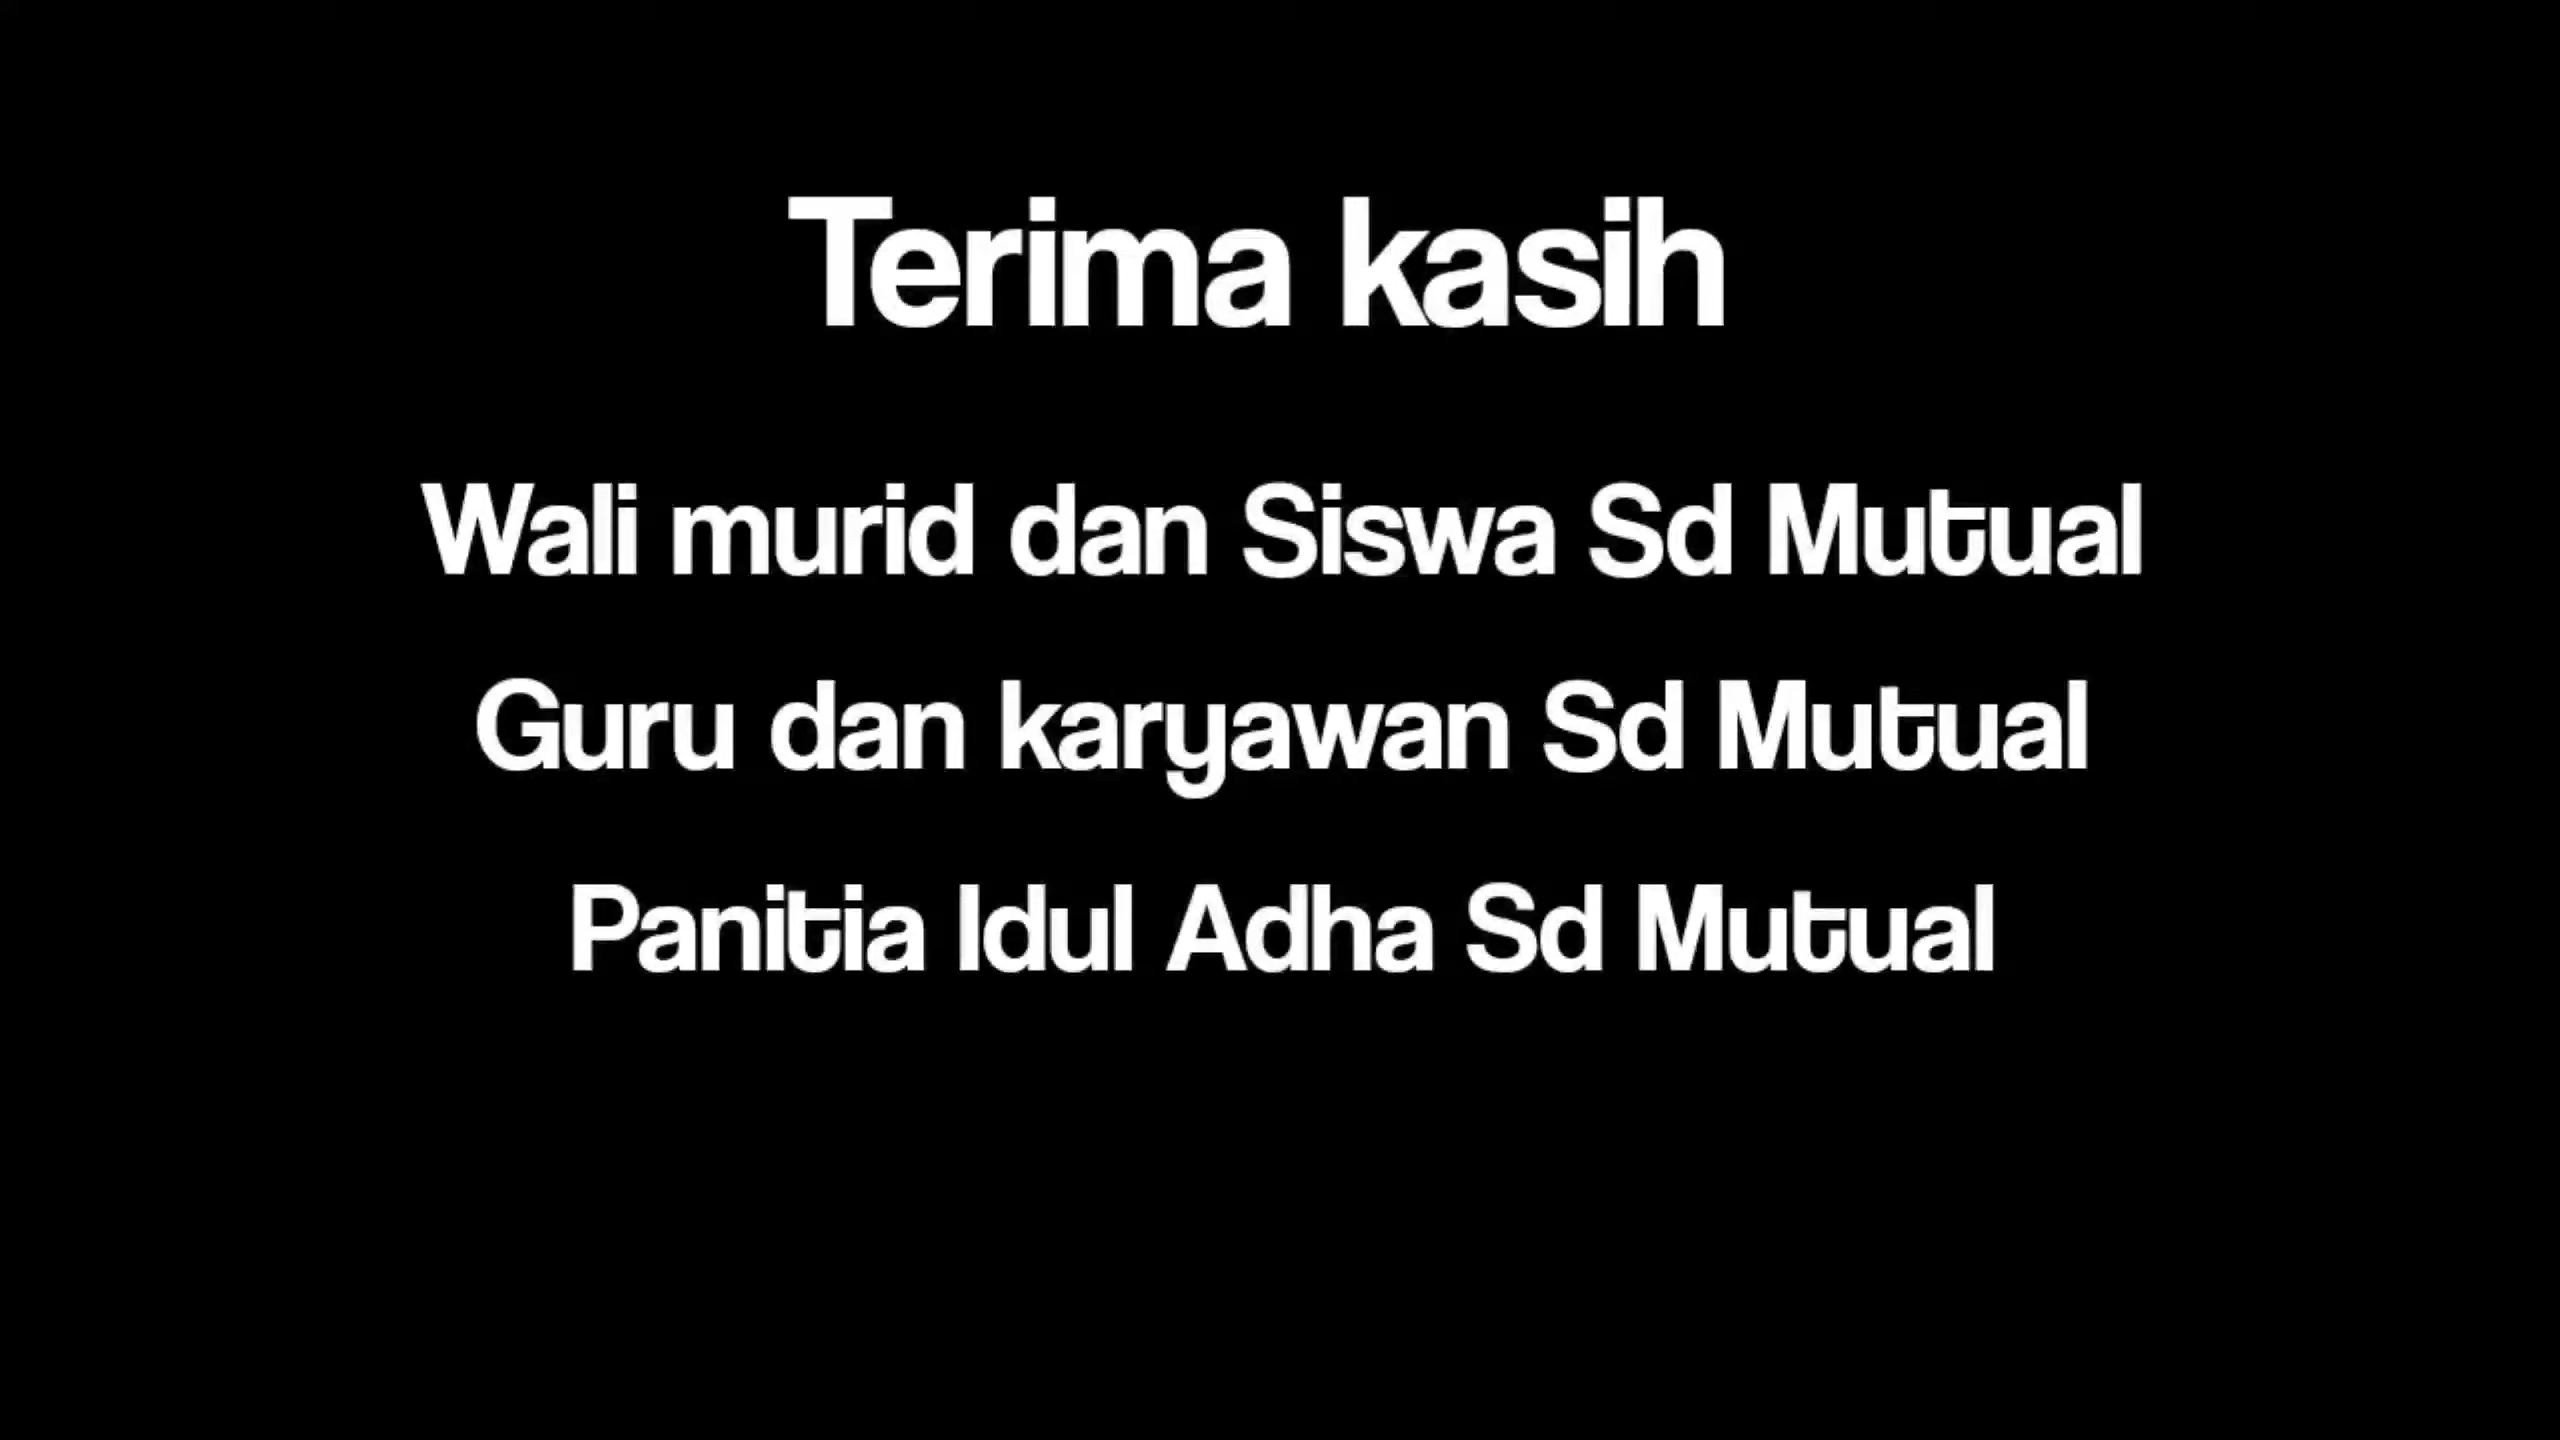 Terima kasih
Wali murid dan Siswa Sd Mutual
Guru dan karyawan Sd Mutual
Panitia Idul Adha Sd Mutual